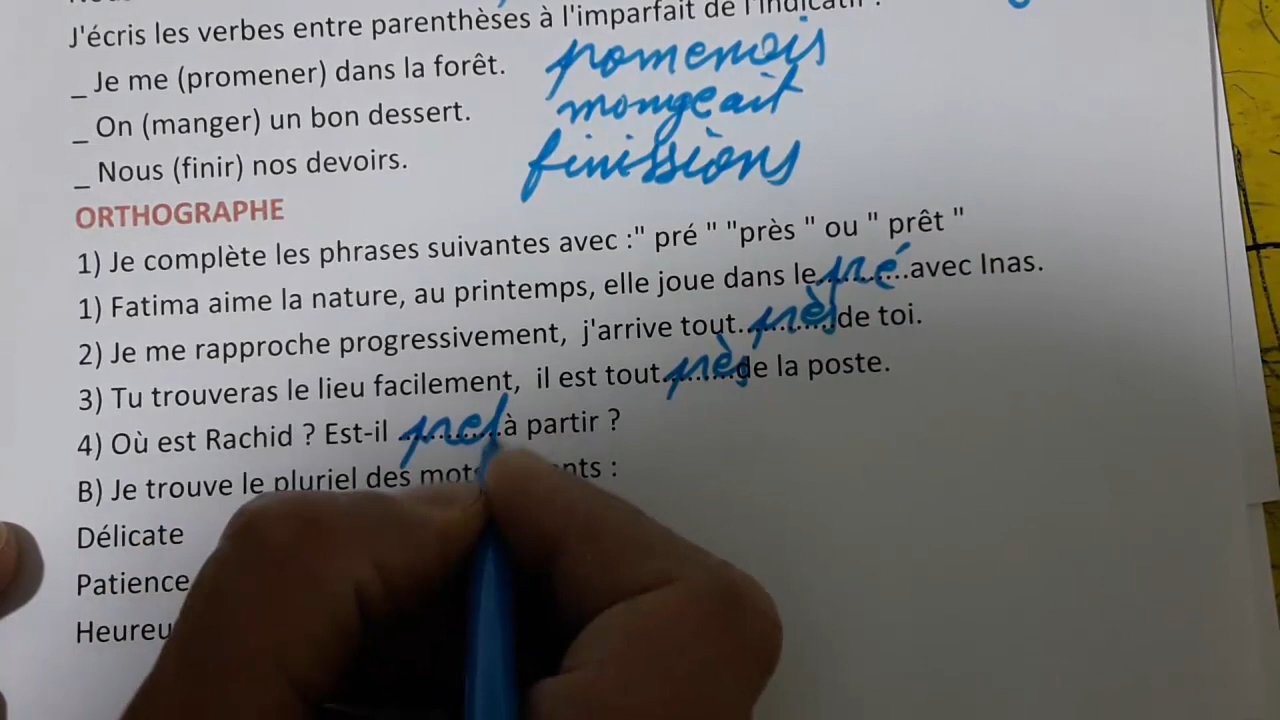 J'écris les verbes entre parenthèses à l'imparfait de l'indicatif :
_ Je me (promener) dans la forêt. pomenois
_ On (manger) un bon dessert. mongeait
_ Nous (finir) nos devoirs. finissions
ORTHOGRAPHE
1) Je complète les phrases suivantes avec :" pré " "près " ou " prêt "
1) Fatima aime la nature, au printemps, elle joue dans le pré avec Inas.
2) Je me rapproche progressivement, j'arrive tout près de toi.
3) Tu trouveras le lieu facilement, il est tout près de la poste.
4) Où est Rachid ? Est-il pret à partir ?
B) Je trouve le pluriel des mots :
Délicate
Patience